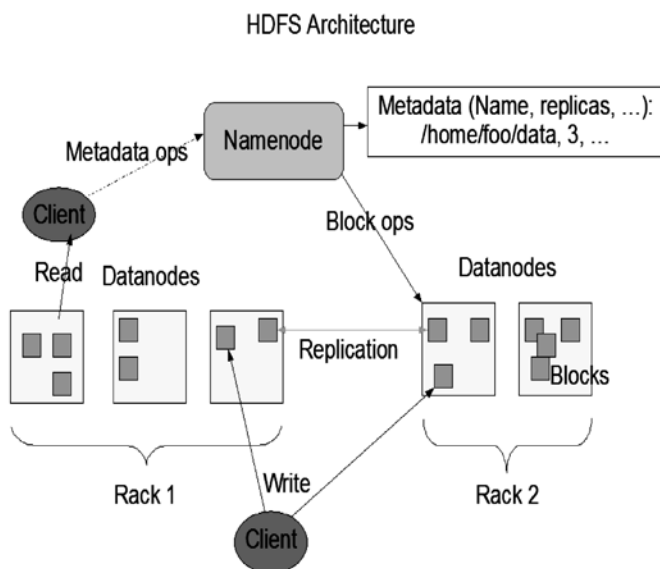 HDFS Architecture
Metadata (Name, replicas, ...):
/home/foo/data, 3, ...
Namenode
Metadata ops
Client
Block ops
Read
Datanodes
Datanodes
Replication
Blocks
Rack 1
Write
Rack 2
Client